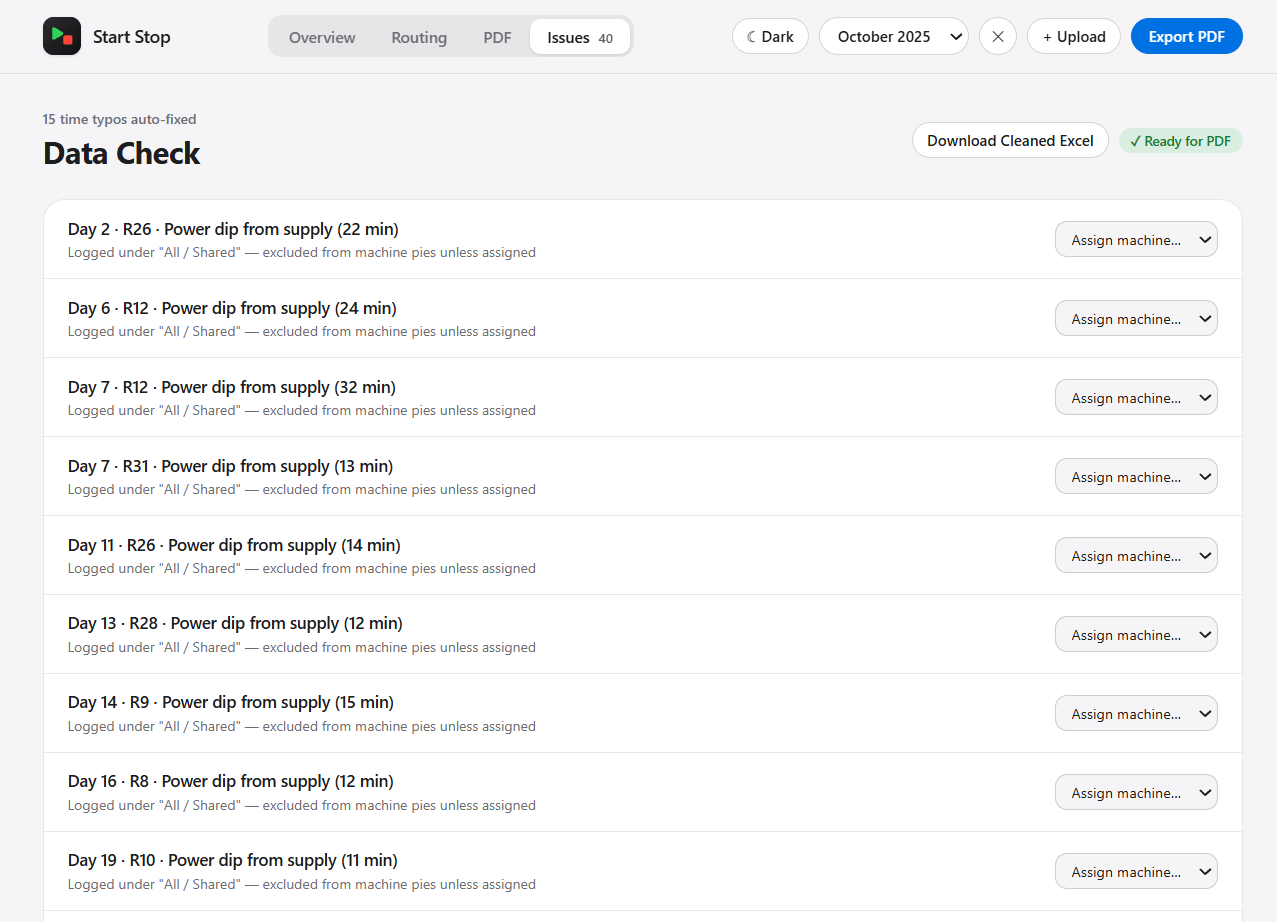 Start Stop
Overview Routing PDF Issues 40
☾ Dark October 2025 × + Upload Export PDF
15 time typos auto-fixed
Data Check
Download Cleaned Excel ✓ Ready for PDF
Day 2 · R26 · Power dip from supply (22 min)
Logged under "All / Shared" — excluded from machine pies unless assigned
Assign machine...
Day 6 · R12 · Power dip from supply (24 min)
Logged under "All / Shared" — excluded from machine pies unless assigned
Assign machine...
Day 7 · R12 · Power dip from supply (32 min)
Logged under "All / Shared" — excluded from machine pies unless assigned
Assign machine...
Day 7 · R31 · Power dip from supply (13 min)
Logged under "All / Shared" — excluded from machine pies unless assigned
Assign machine...
Day 11 · R26 · Power dip from supply (14 min)
Logged under "All / Shared" — excluded from machine pies unless assigned
Assign machine...
Day 13 · R28 · Power dip from supply (12 min)
Logged under "All / Shared" — excluded from machine pies unless assigned
Assign machine...
Day 14 · R9 · Power dip from supply (15 min)
Logged under "All / Shared" — excluded from machine pies unless assigned
Assign machine...
Day 16 · R8 · Power dip from supply (12 min)
Logged under "All / Shared" — excluded from machine pies unless assigned
Assign machine...
Day 19 · R10 · Power dip from supply (11 min)
Logged under "All / Shared" — excluded from machine pies unless assigned
Assign machine...